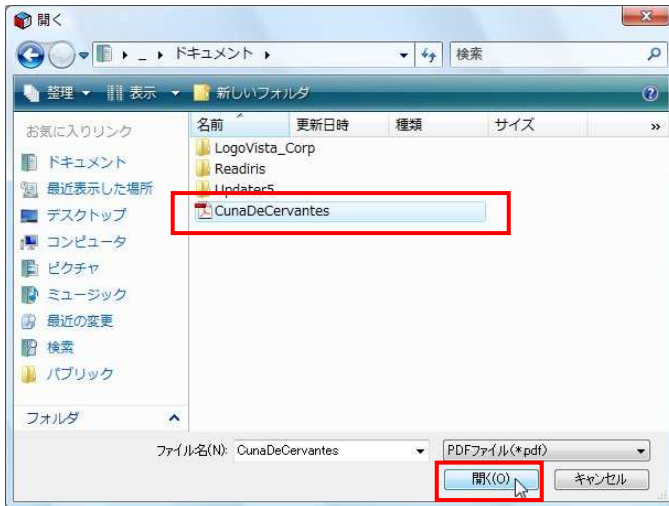 開く
_ ドキュメント 検索
整理 表示 新しいフォルダ
お気に入りリンク
ドキュメント
最近表示した場所
デスクトップ
コンピュータ
ピクチャ
ミュージック
最近の変更
検索
パブリック
フォルダ
名前 更新日時 種類 サイズ »
LogoVista_Corp
Readiris
Updater5
CunaDeCervantes
ファイル名(N): CunaDeCervantes PDFファイル(*pdf)
開く(O) キャンセル